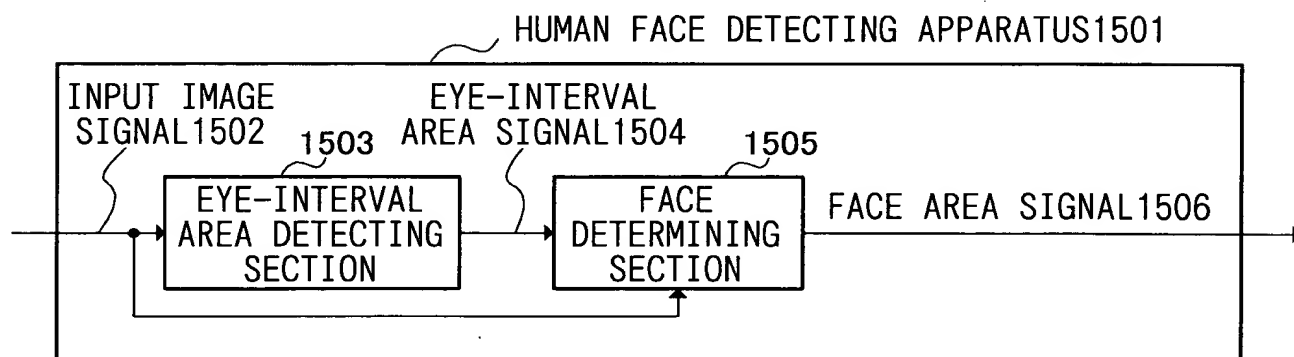 HUMAN FACE DETECTING APPARATUS1501
INPUT IMAGE
SIGNAL1502
EYE-INTERVAL
AREA SIGNAL1504
1503
1505
EYE-INTERVAL
AREA DETECTING
SECTION
FACE
DETERMINING
SECTION
FACE AREA SIGNAL1506